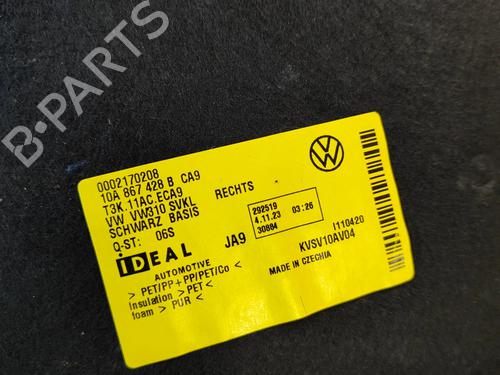 B-PARTS
0002170208
10A 867 428 B CA9
T3K.11AC.ECA9
VW VW310 SVKL
SCHWARZ BASIS
Q-ST: 06S
RECHTS
JA9
292519
4.11.23 03:26
30884
I110420
KVSV10AV04
MADE IN CZECHIA
iDEAL
AUTOMOTIVE
> PET/PP + PP/PET/Co >
Insulation > PET <
foam > PUR <